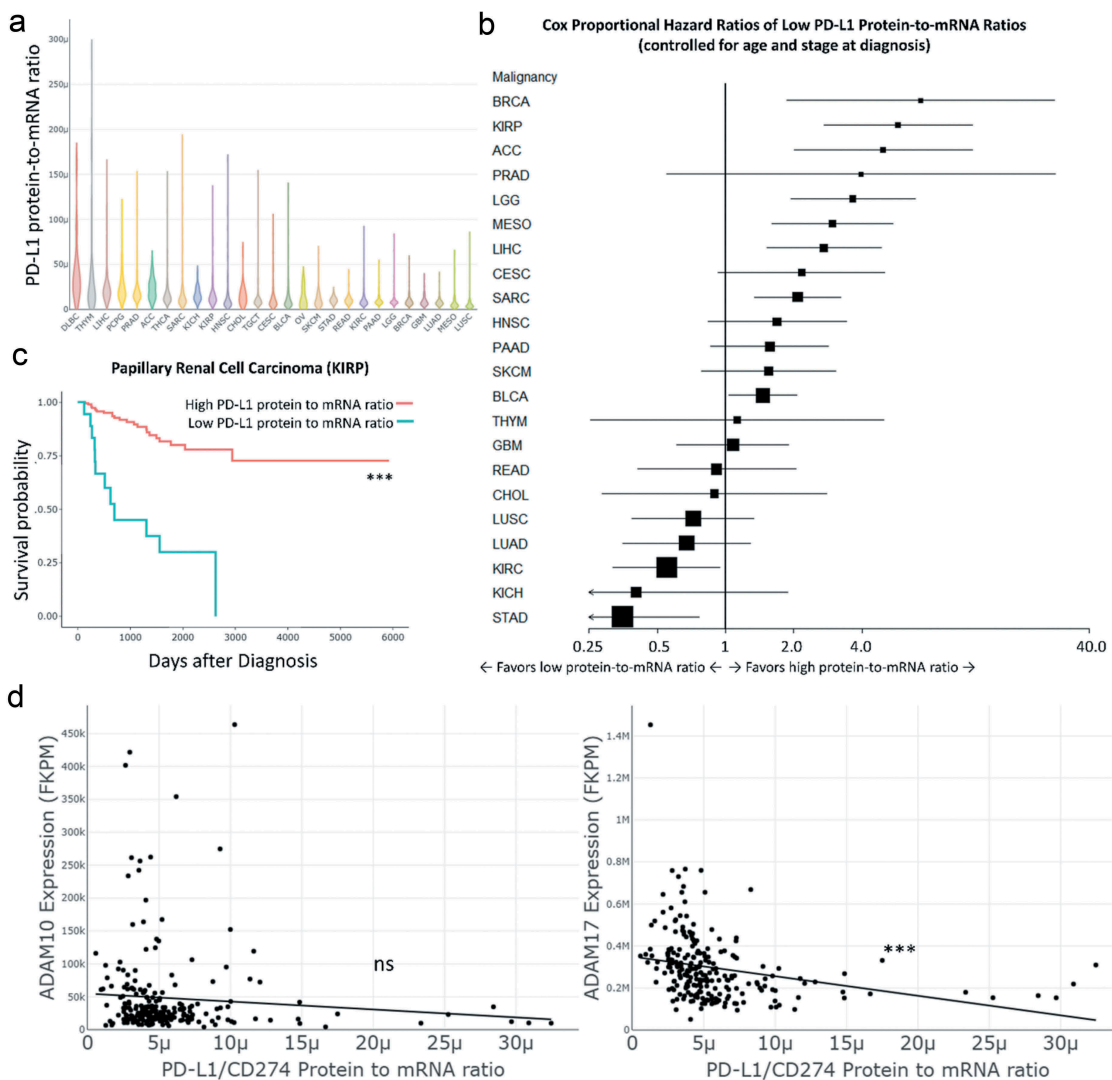 a
PD-L1 protein-to-mRNA ratio
300µ
250µ
200µ
150µ
100µ
50µ
0
DLBC THYM LIHC PCPG PRAD ACC THCA SARC KICH KIRP HNSC CHOL TGCT CESC BLCA OV SKCM STAD READ KIRC PAAD LGG BRCA GBM LUAD MESO LUSC
b
Cox Proportional Hazard Ratios of Low PD-L1 Protein-to-mRNA Ratios
(controlled for age and stage at diagnosis)
Malignancy
BRCA
KIRP
ACC
PRAD
LGG
MESO
LIHC
CESC
SARC
HNSC
PAAD
SKCM
BLCA
THYM
GBM
READ
CHOL
LUSC
LUAD
KIRC
KICH
STAD
0.25 0.5 1 2.0 4.0 40.0
← Favors low protein-to-mRNA ratio ← → Favors high protein-to-mRNA ratio →
c
Papillary Renal Cell Carcinoma (KIRP)
Survival probability
1.00
0.75
0.50
0.25
0.00
High PD-L1 protein to mRNA ratio
Low PD-L1 protein to mRNA ratio
***
0 1000 2000 3000 4000 5000 6000
Days after Diagnosis
d
ADAM10 Expression (FKPM)
450k
400k
350k
300k
250k
200k
150k
100k
50k
0
ns
0 5µ 10µ 15µ 20µ 25µ 30µ
PD-L1/CD274 Protein to mRNA ratio
ADAM17 Expression (FKPM)
1.4M
1.2M
1M
0.8M
0.6M
0.4M
0.2M
0
***
0 5µ 10µ 15µ 20µ 25µ 30µ
PD-L1/CD274 Protein to mRNA ratio